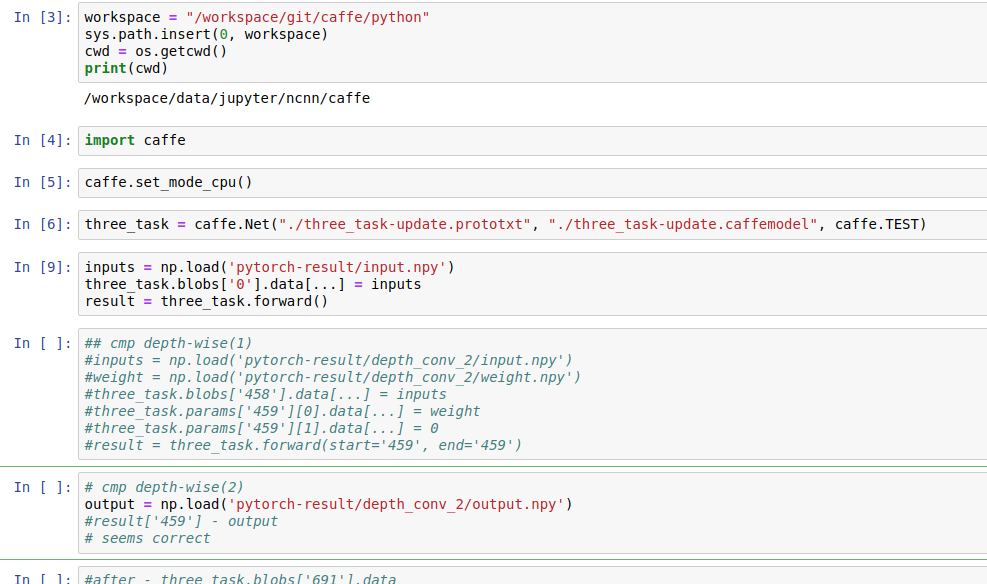 In [3]: workspace = "/workspace/git/caffe/python"
sys.path.insert(0, workspace)
cwd = os.getcwd()
print(cwd)
/workspace/data/jupyter/ncnn/caffe
In [4]: import caffe
In [5]: caffe.set_mode_cpu()
In [6]: three_task = caffe.Net("./three_task-update.prototxt", "./three_task-update.caffemodel", caffe.TEST)
In [9]: inputs = np.load('pytorch-result/input.npy')
three_task.blobs['0'].data[...] = inputs
result = three_task.forward()
In [ ]: ## cmp depth-wise(1)
#inputs = np.load('pytorch-result/depth_conv_2/input.npy')
#weight = np.load('pytorch-result/depth_conv_2/weight.npy')
#three_task.blobs['458'].data[...] = inputs
#three_task.params['459'][0].data[...] = weight
#three_task.params['459'][1].data[...] = 0
#result = three_task.forward(start='459', end='459')
In [ ]: # cmp depth-wise(2)
output = np.load('pytorch-result/depth_conv_2/output.npy')
#result['459'] - output
# seems correct
In [ ]: #after - three_task.blobs['691'].data